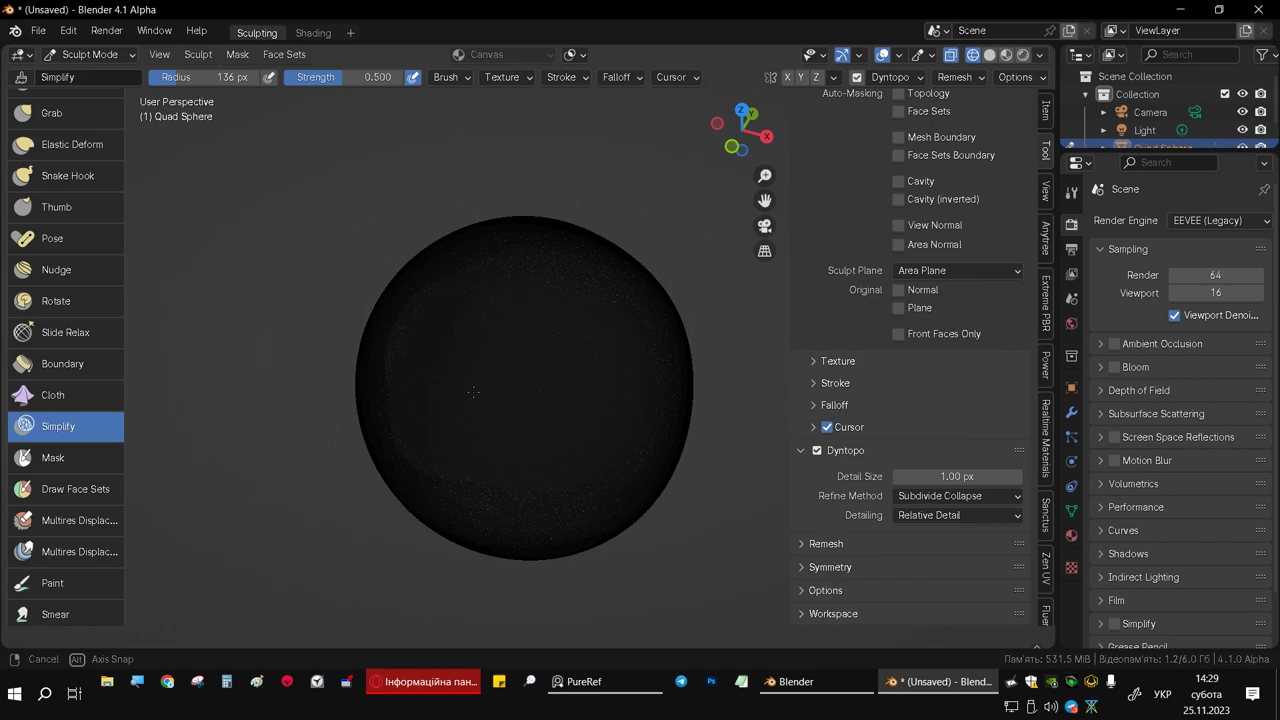 * (Unsaved) - Blender 4.1 Alpha
File Edit Render Window Help Sculpting Shading + Scene ViewLayer
Sculpt Mode View Sculpt Mask Face Sets Canvas Search
Simplify Radius 136 px Strength 0.500 Brush Texture Stroke Falloff Cursor X Y Z Dyntopo Remesh Options
Scene Collection
Collection
Camera
Light
Quad Sphere
User Perspective
(1) Quad Sphere
Z
Y
X
Grab
Elastic Deform
Snake Hook
Thumb
Pose
Nudge
Rotate
Slide Relax
Boundary
Cloth
Simplify
Mask
Draw Face Sets
Multires Displac...
Multires Displac...
Paint
Smear
Auto-Masking Topology
Face Sets
Mesh Boundary
Face Sets Boundary
Cavity
Cavity (inverted)
View Normal
Area Normal
Sculpt Plane Area Plane
Original Normal
Plane
Front Faces Only
Texture
Stroke
Falloff
Cursor
Dyntopo
Detail Size 1.00 px
Refine Method Subdivide Collapse
Detailing Relative Detail
Remesh
Symmetry
Options
Workspace
Item
Tool
View
Anytree
Extreme PBR
Power
Realtime Materials
Sanctus
Zen UV
Fluer
Search
Scene
Render Engine EEVEE (Legacy)
Sampling
Render 64
Viewport 16
Viewport Denoi...
Ambient Occlusion
Bloom
Depth of Field
Subsurface Scattering
Screen Space Reflections
Motion Blur
Volumetrics
Performance
Curves
Shadows
Indirect Lighting
Film
Simplify
Grease Pencil
Cancel Alt Axis Snap
Пам'ять: 531.5 MiB | Відеопам'ять: 1.2/6.0 Гб | 4.1.0 Alpha
Інформаційна пан... PureRef Blender * (Unsaved) - Blend...
УКР
14:29
субота
25.11.2023